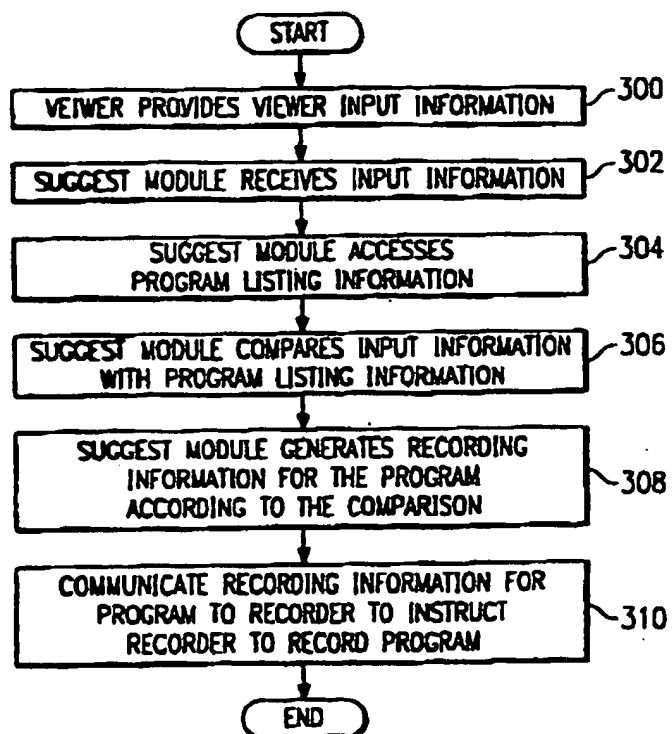 START
VEIWER PROVIDES VIEWER INPUT INFORMATION
300
SUGGEST MODULE RECEIVES INPUT INFORMATION
302
SUGGEST MODULE ACCESSES
PROGRAM LISTING INFORMATION
304
SUGGEST MODULE COMPARES INPUT INFORMATION
WITH PROGRAM LISTING INFORMATION
306
SUGGEST MODULE GENERATES RECORDING
INFORMATION FOR THE PROGRAM
ACCORDING TO THE COMPARISON
308
COMMUNICATE RECORDING INFORMATION FOR
PROGRAM TO RECORDER TO INSTRUCT
RECORDER TO RECORD PROGRAM
310
END